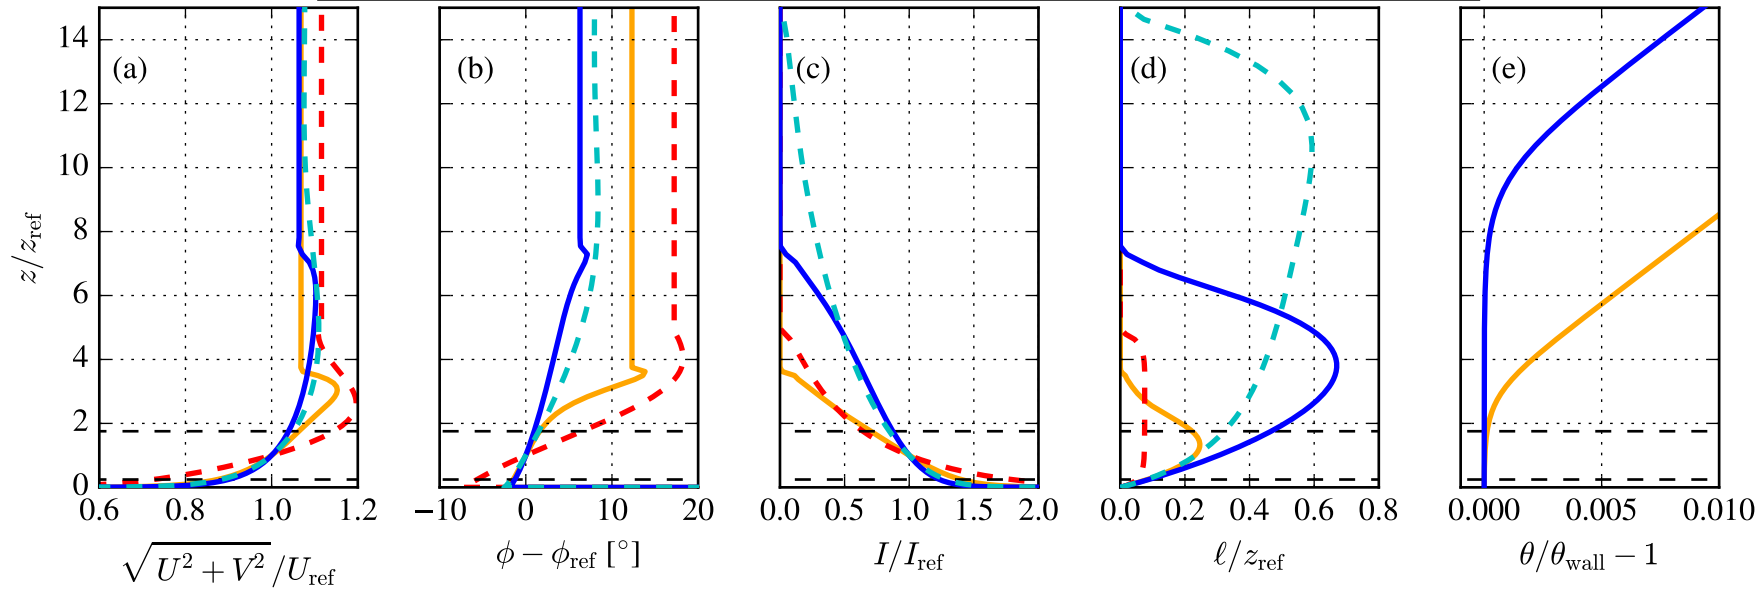 14
12
10
8
6
4
2
0
z/z_ref
(a)
(b)
(c)
(d)
(e)
0.6 0.8 1.0 1.2
−10 0 10 20
0.0 0.5 1.0 1.5 2.0
0.0 0.2 0.4 0.6 0.8
0.000 0.005 0.010
√U² + V²/U_ref
ϕ − ϕ_ref [°]
I/I_ref
ℓ/z_ref
θ/θ_wall − 1